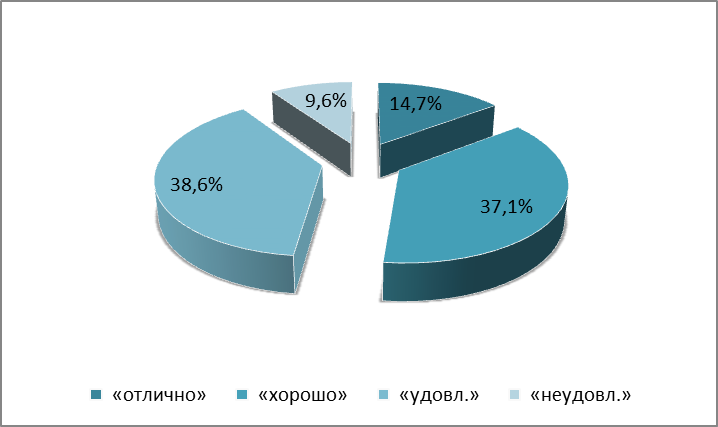 9,6%
14,7%
38,6%
37,1%
«отлично» «хорошо» «удовл.» «неудовл.»